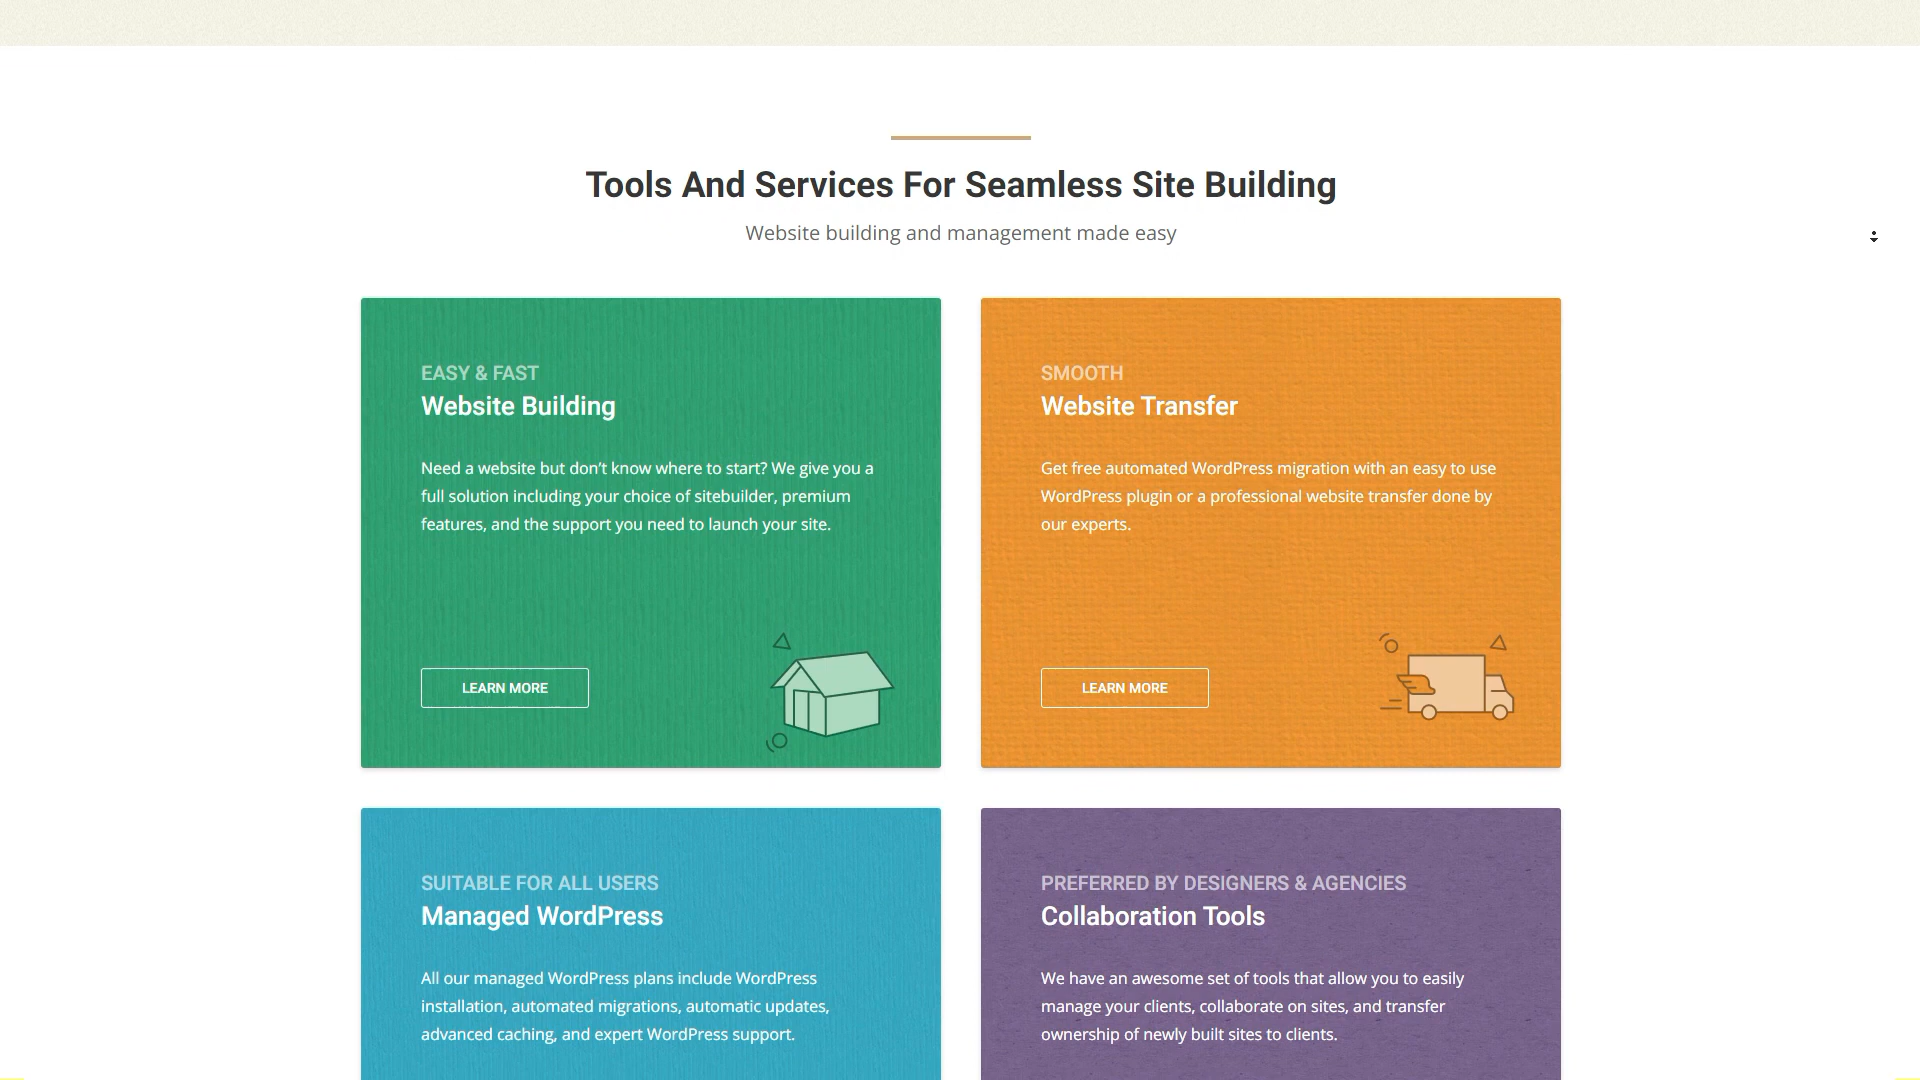 Tools And Services For Seamless Site Building
Website building and management made easy
EASY & FAST
Website Building
Need a website but don't know where to start? We give you a
full solution including your choice of sitebuilder, premium
features, and the support you need to launch your site.
LEARN MORE
SMOOTH
Website Transfer
Get free automated WordPress migration with an easy to use
WordPress plugin or a professional website transfer done by
our experts.
LEARN MORE
SUITABLE FOR ALL USERS
Managed WordPress
All our managed WordPress plans include WordPress
installation, automated migrations, automatic updates,
advanced caching, and expert WordPress support.
PREFERRED BY DESIGNERS & AGENCIES
Collaboration Tools
We have an awesome set of tools that allow you to easily
manage your clients, collaborate on sites, and transfer
ownership of newly built sites to clients.